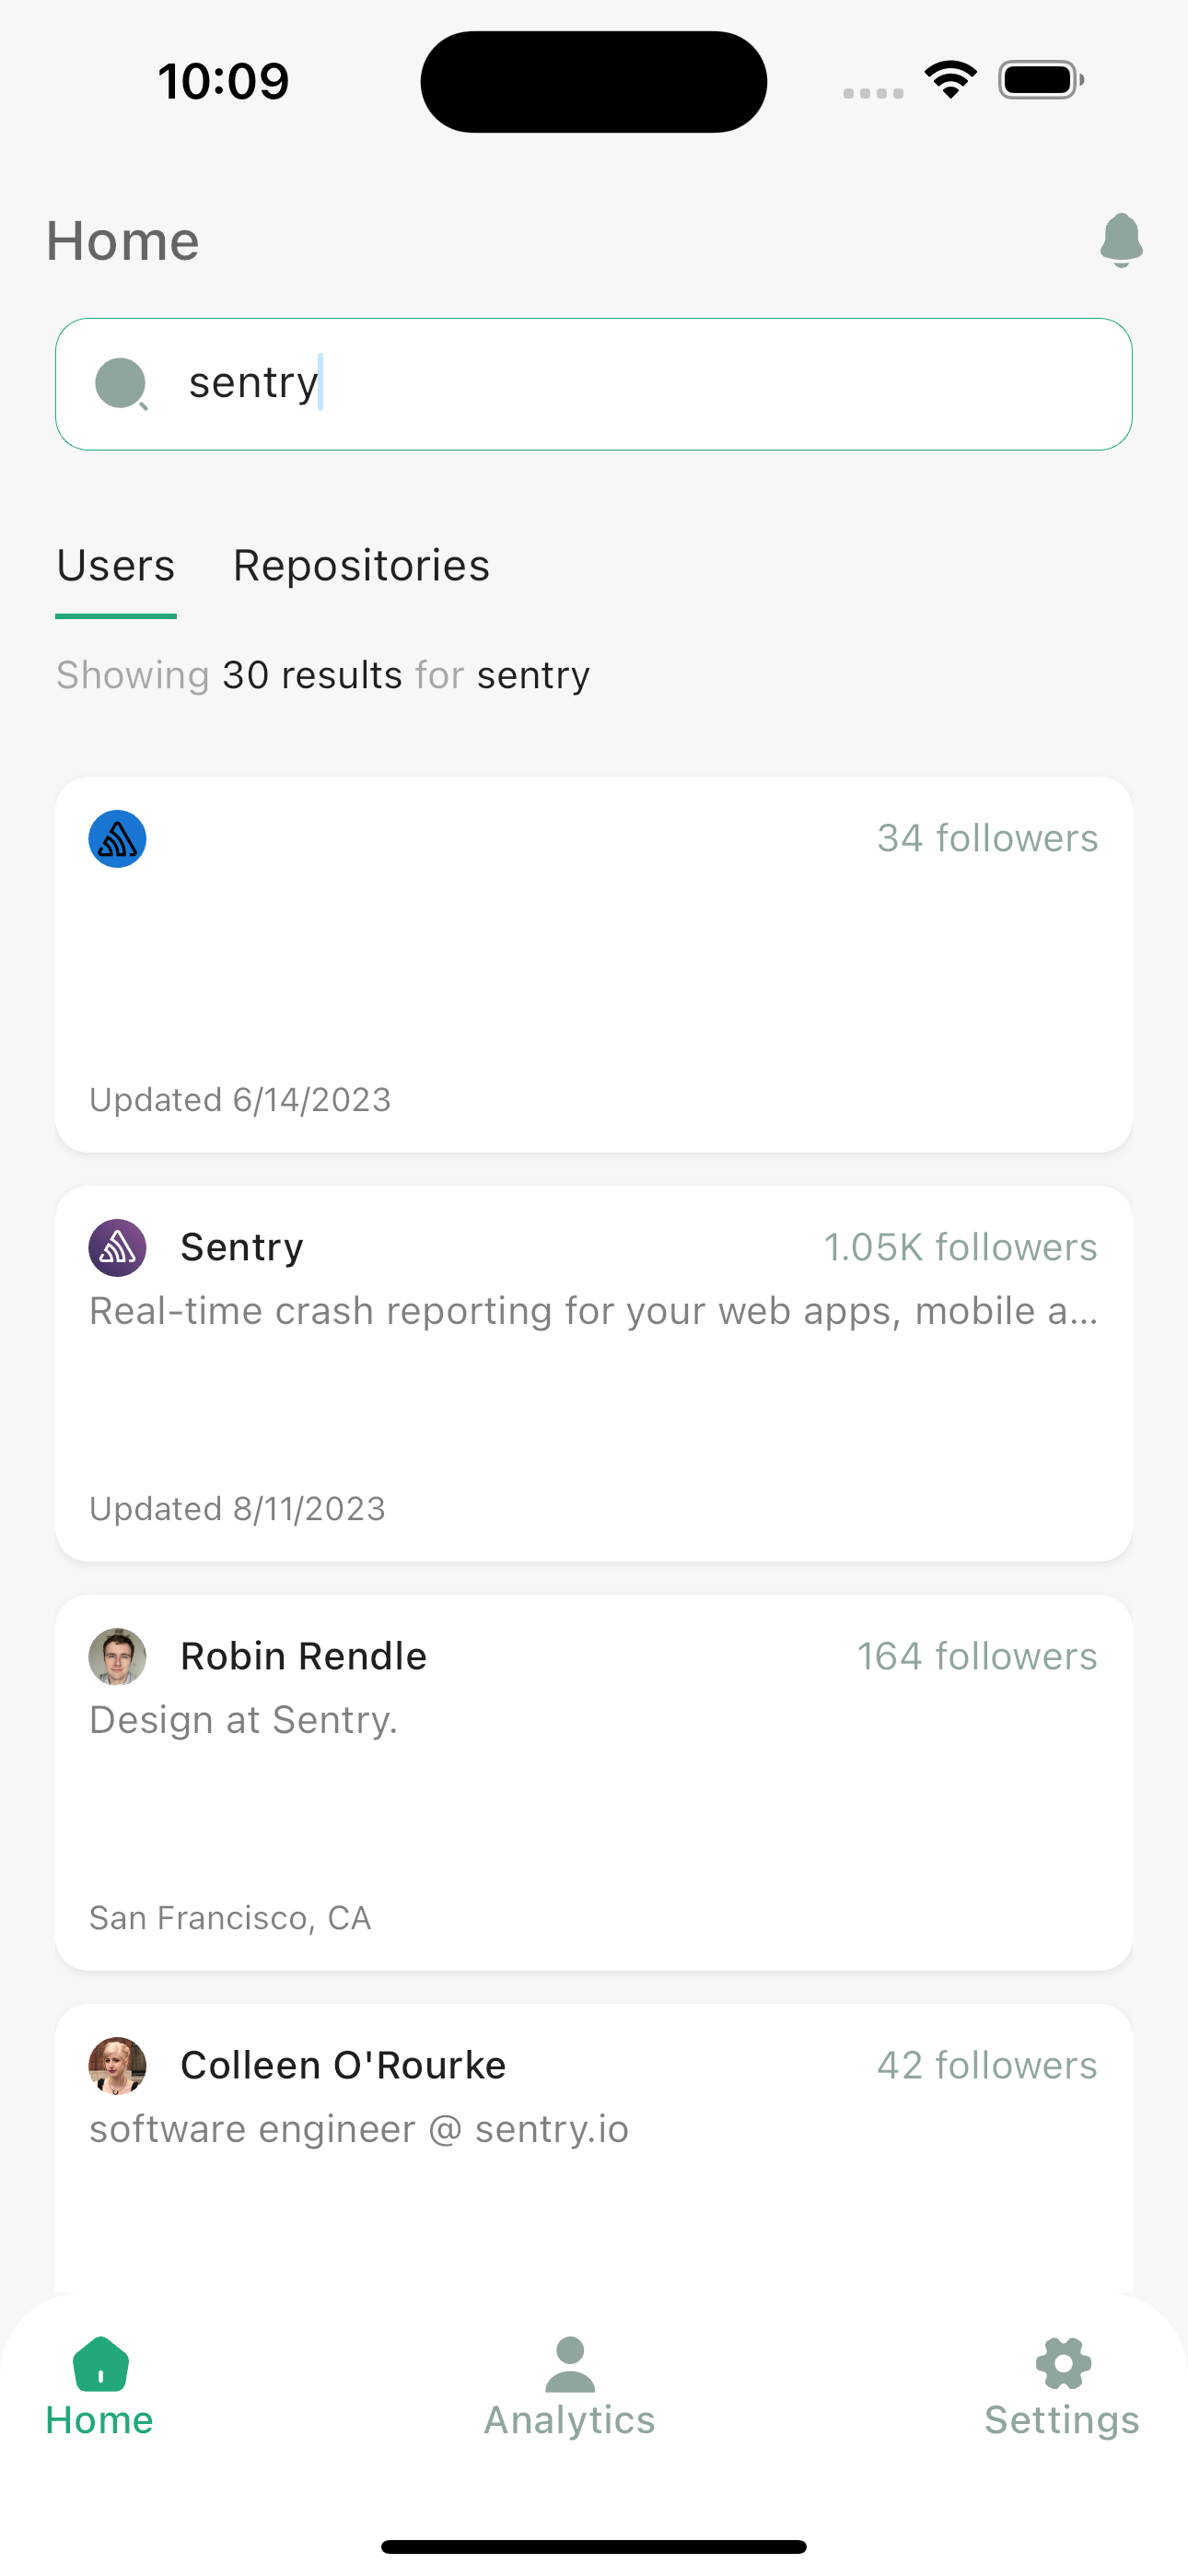 10:09
Home
sentry
Users Repositories
Showing 30 results for sentry
34 followers
Updated 6/14/2023
Sentry 1.05K followers
Real-time crash reporting for your web apps, mobile a...
Updated 8/11/2023
Robin Rendle 164 followers
Design at Sentry.
San Francisco, CA
Colleen O'Rourke 42 followers
software engineer @ sentry.io
Home Analytics Settings